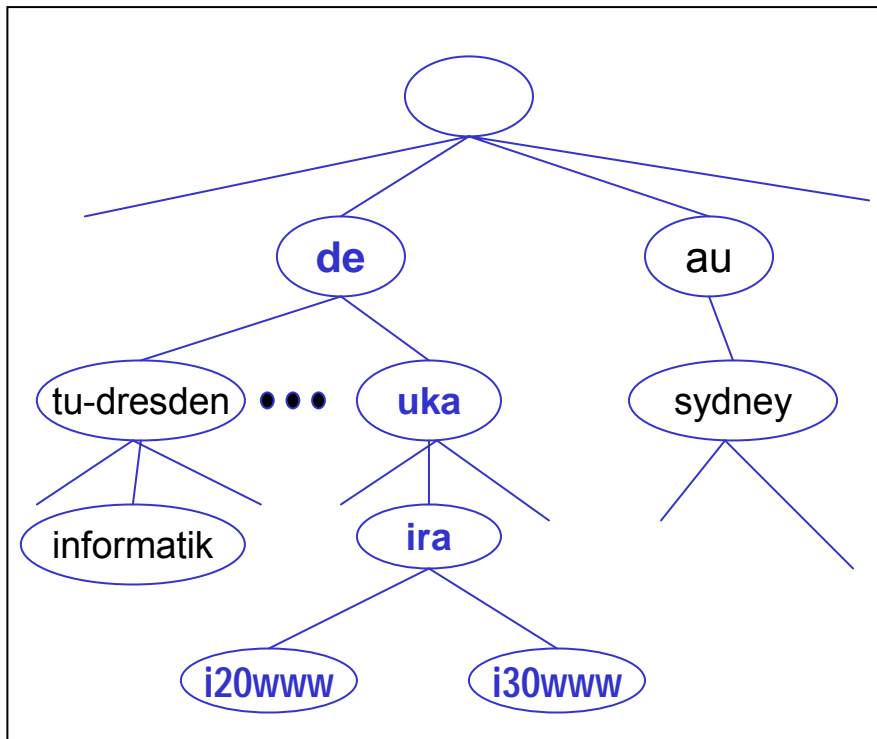 de
au
tu-dresden
uka
sydney
informatik
ira
i20www
i30www